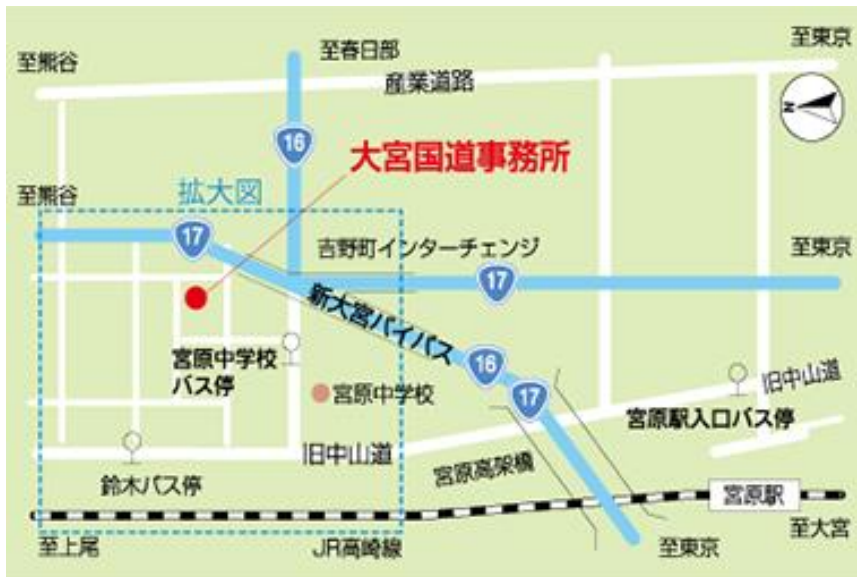 至熊谷
至春日部
至東京
産業道路
N
16
大宮国道事務所
拡大図
至熊谷
17
吉野町インターチェンジ
至東京
17
新大宮バイパス
宮原中学校
バス停
16
17
宮原中学校
旧中山道
宮原駅入口バス停
旧中山道
宮原高架橋
鈴木バス停
宮原駅
至上尾
JR高崎線
至東京
至大宮